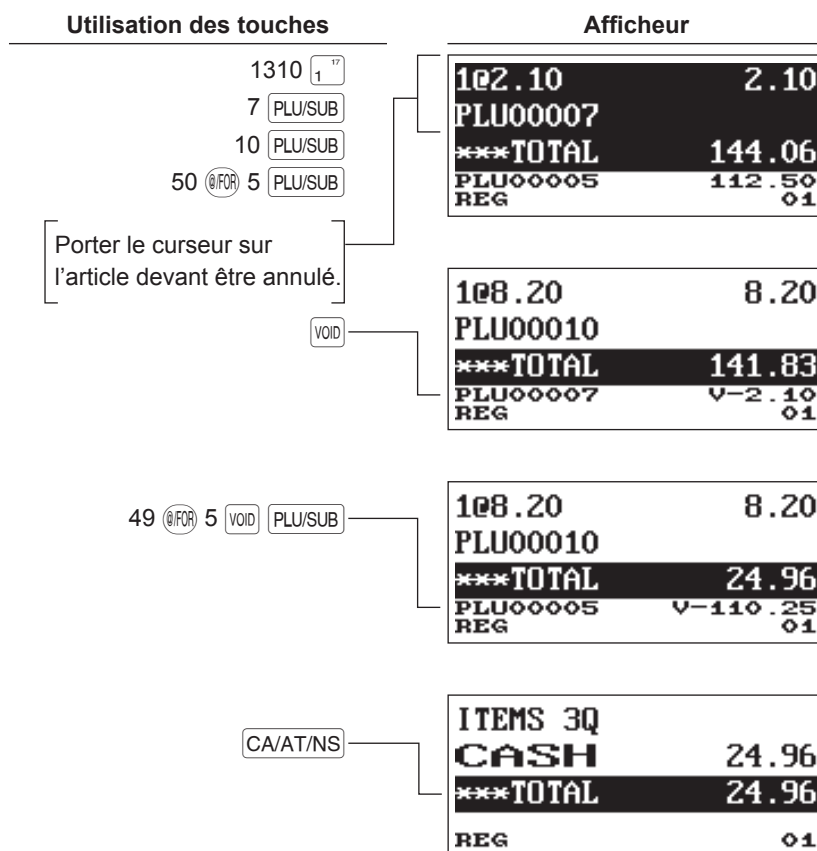 Utilisation des touches
Afficheur
1310 1 17
7 PLU/SUB
10 PLU/SUB
50 @/FOR 5 PLU/SUB
Porter le curseur sur
l'article devant être annulé.
1@2.10 2.10
PLU00007
***TOTAL 144.06
PLU00005 112.50
REG 01
VOID
1@8.20 8.20
PLU00010
***TOTAL 141.83
PLU00007 V-2.10
REG 01
49 @/FOR 5 VOID PLU/SUB
1@8.20 8.20
PLU00010
***TOTAL 24.96
PLU00005 V-110.25
REG 01
CA/AT/NS
ITEMS 3Q
CASH 24.96
***TOTAL 24.96
REG 01